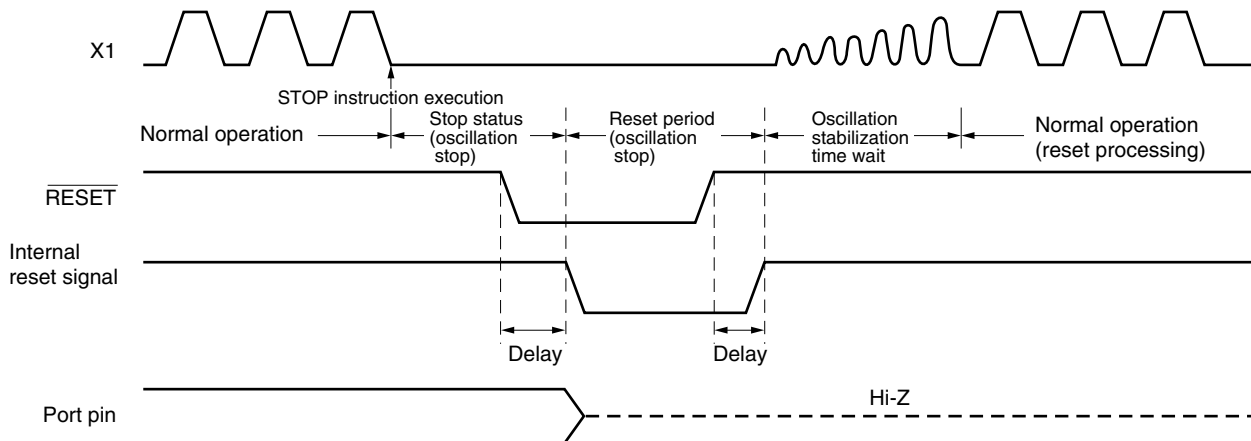 X1
STOP instruction execution
Normal operation
Stop status
(oscillation
stop)
Reset period
(oscillation
stop)
Oscillation
stabilization
time wait
Normal operation
(reset processing)
RESET
Internal
reset signal
Delay
Delay
Hi-Z
Port pin